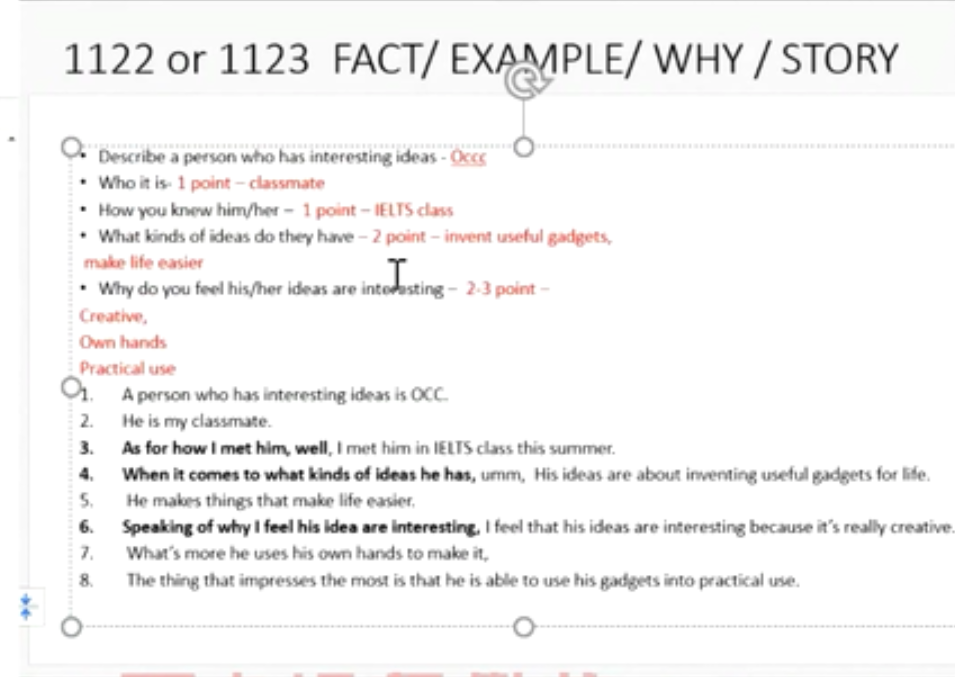 1122 or 1123 FACT/ EXAMPLE/ WHY / STORY
• Describe a person who has interesting ideas - Occc
• Who it is- 1 point – classmate
• How you knew him/her – 1 point – IELTS class
• What kinds of ideas do they have – 2 point – invent useful gadgets,
make life easier
• Why do you feel his/her ideas are interesting – 2-3 point –
Creative,
Own hands
Practical use
1. A person who has interesting ideas is OCC.
2. He is my classmate.
3. As for how I met him, well, I met him in IELTS class this summer.
4. When it comes to what kinds of ideas he has, umm, His ideas are about inventing useful gadgets for life.
5. He makes things that make life easier.
6. Speaking of why I feel his idea are interesting, I feel that his ideas are interesting because it's really creative.
7. What's more he uses his own hands to make it,
8. The thing that impresses the most is that he is able to use his gadgets into practical use.